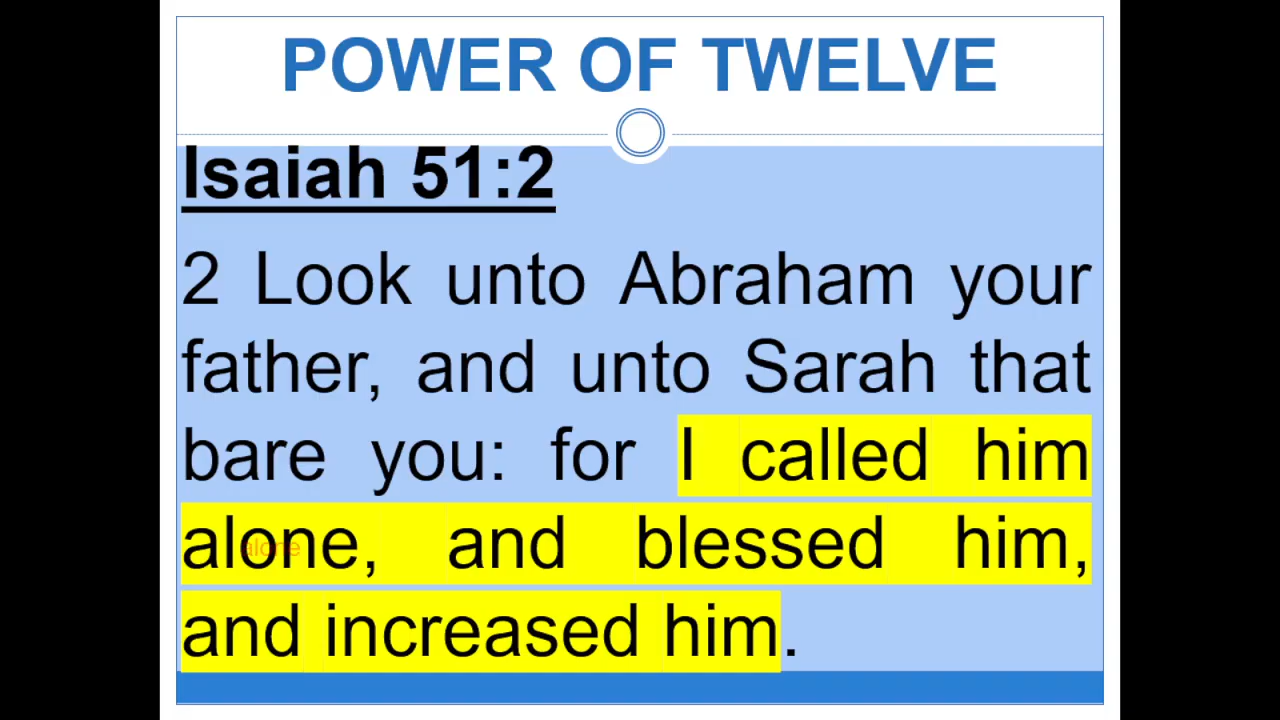 POWER OF TWELVE
Isaiah 51:2
2 Look unto Abraham your
father, and unto Sarah that
bare you: for I called him
alone, and blessed him,
alone
and increased him.